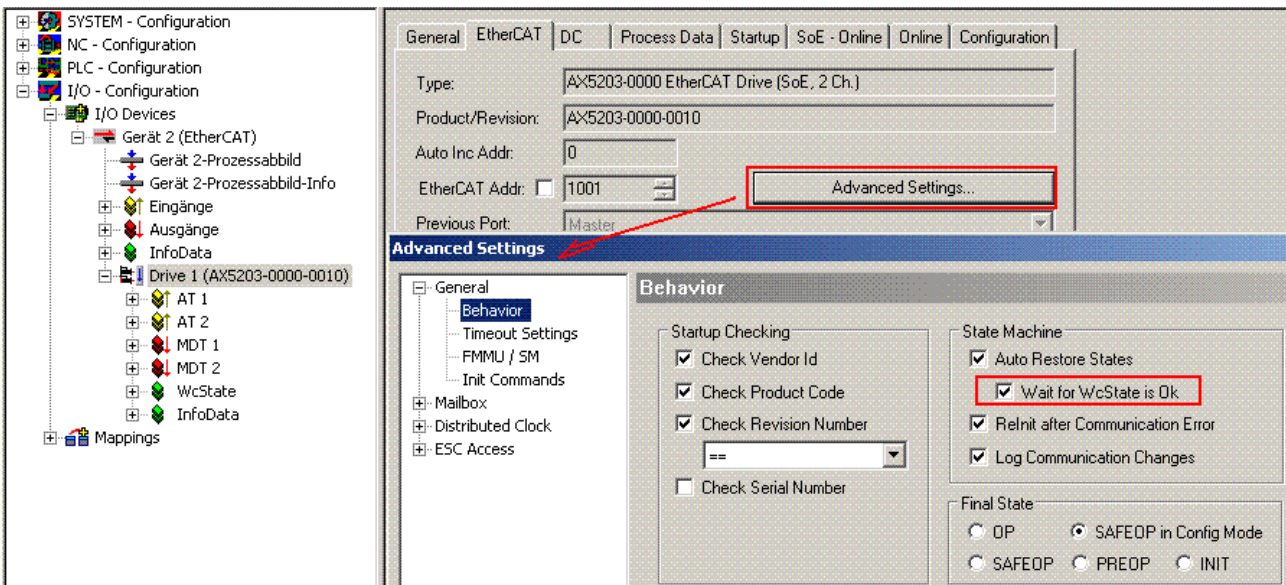 SYSTEM - Configuration
NC - Configuration
PLC - Configuration
I/O - Configuration
I/O Devices
Gerät 2 (EtherCAT)
Gerät 2-Prozessabbild
Gerät 2-Prozessabbild-Info
Eingänge
Ausgänge
InfoData
Drive 1 (AX5203-0000-0010)
AT 1
AT 2
MDT 1
MDT 2
WcState
InfoData
Mappings
General EtherCAT DC Process Data Startup SoE - Online Online Configuration
Type: AX5203-0000 EtherCAT Drive (SoE, 2 Ch.)
Product/Revision: AX5203-0000-0010
Auto Inc Addr: 0
EtherCAT Addr: 1001 Advanced Settings...
Previous Port: Master
Advanced Settings
General
Behavior
Timeout Settings
FMMU / SM
Init Commands
Mailbox
Distributed Clock
ESC Access
Behavior
Startup Checking
Check Vendor Id
Check Product Code
Check Revision Number
==
Check Serial Number
State Machine
Auto Restore States
Wait for WcState is Ok
ReInit after Communication Error
Log Communication Changes
Final State
OP SAFEOP in Config Mode
SAFEOP PREOP INIT